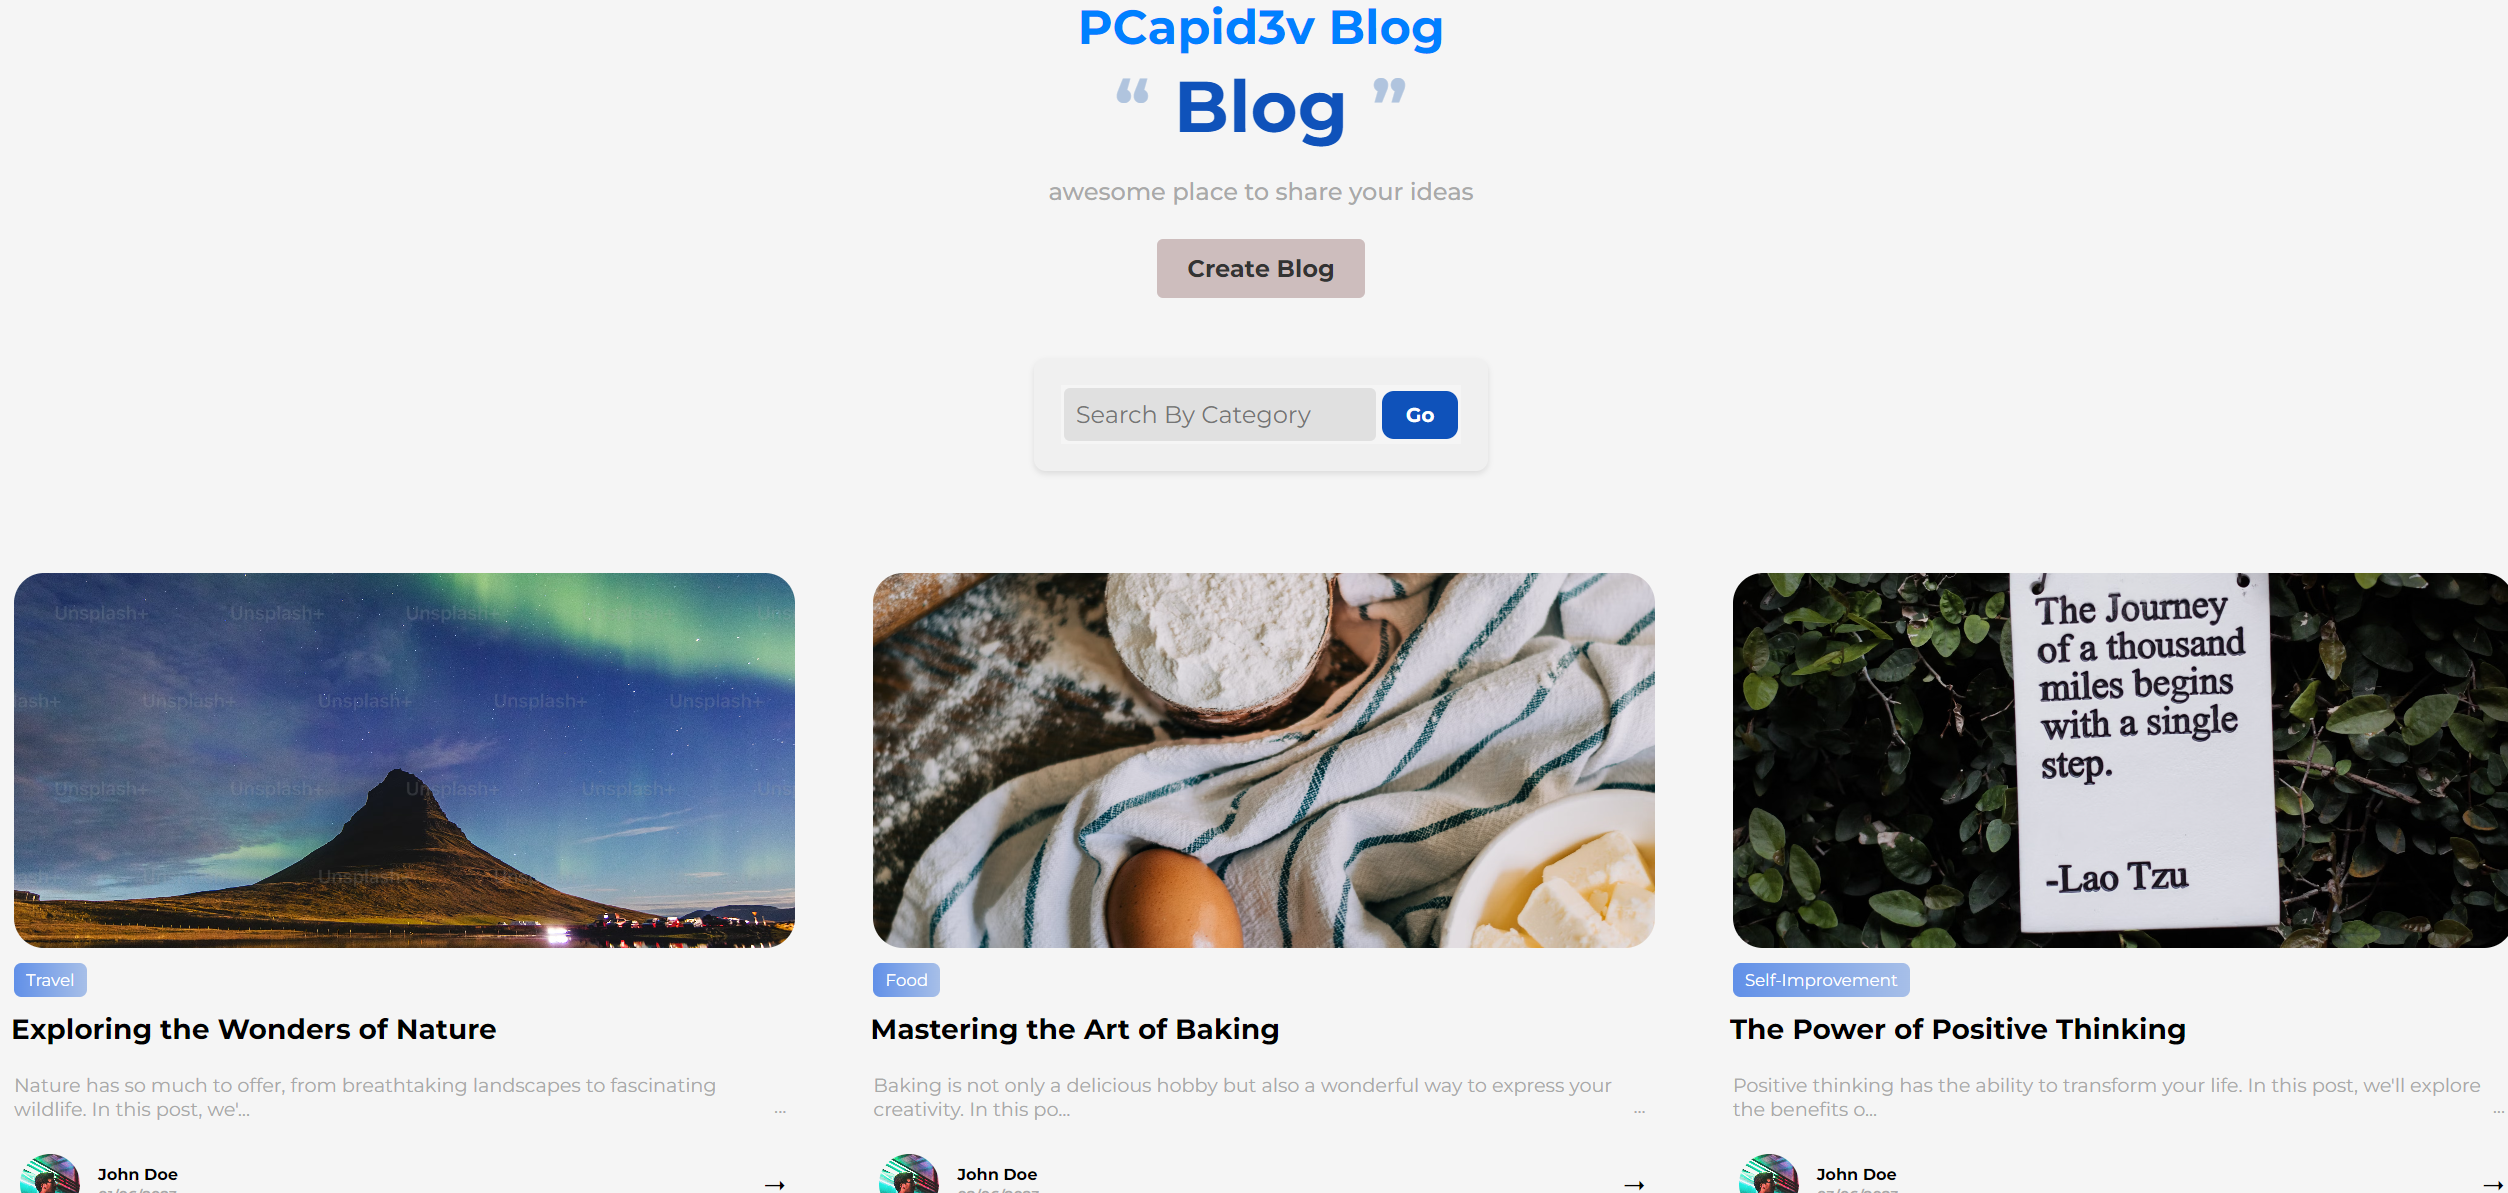 PCapid3v Blog
“ Blog ”
awesome place to share your ideas
Create Blog
Search By Category
Go
Unsplash+ Unsplash+ Unsplash+
lash+ Unsplash+ Unsplash+ Unsplash+ Unsplash+
Unsplash+ Unsplash+ Unsplash+ Unsplash+ Uns
Unsplash+
The Journey
of a thousand
miles begins
with a single
step.
-Lao Tzu
Travel
Exploring the Wonders of Nature
Nature has so much to offer, from breathtaking landscapes to fascinating
wildlife. In this post, we'...
...
John Doe
→
Food
Mastering the Art of Baking
Baking is not only a delicious hobby but also a wonderful way to express your
creativity. In this po...
...
John Doe
→
Self-Improvement
The Power of Positive Thinking
Positive thinking has the ability to transform your life. In this post, we'll explore
the benefits o...
...
John Doe
→